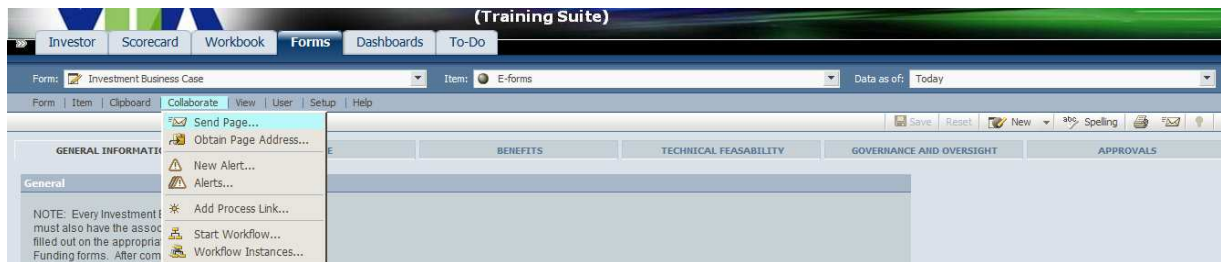 (Training Suite)
Investor Scorecard Workbook Forms Dashboards To-Do
Form: Investment Business Case Item: E-forms Data as of: Today
Form | Item | Clipboard | Collaborate | View | User | Setup | Help
Send Page...
Save Reset New abc Spelling
Obtain Page Address...
GENERAL INFORMATIO E BENEFITS TECHNICAL FEASABILITY GOVERNANCE AND OVERSIGHT APPROVALS
New Alert...
General
Alerts...
NOTE: Every Investment
Add Process Link...
must also have the assoc
filled out on the appropria
Start Workflow...
Funding forms. After com
Workflow Instances...